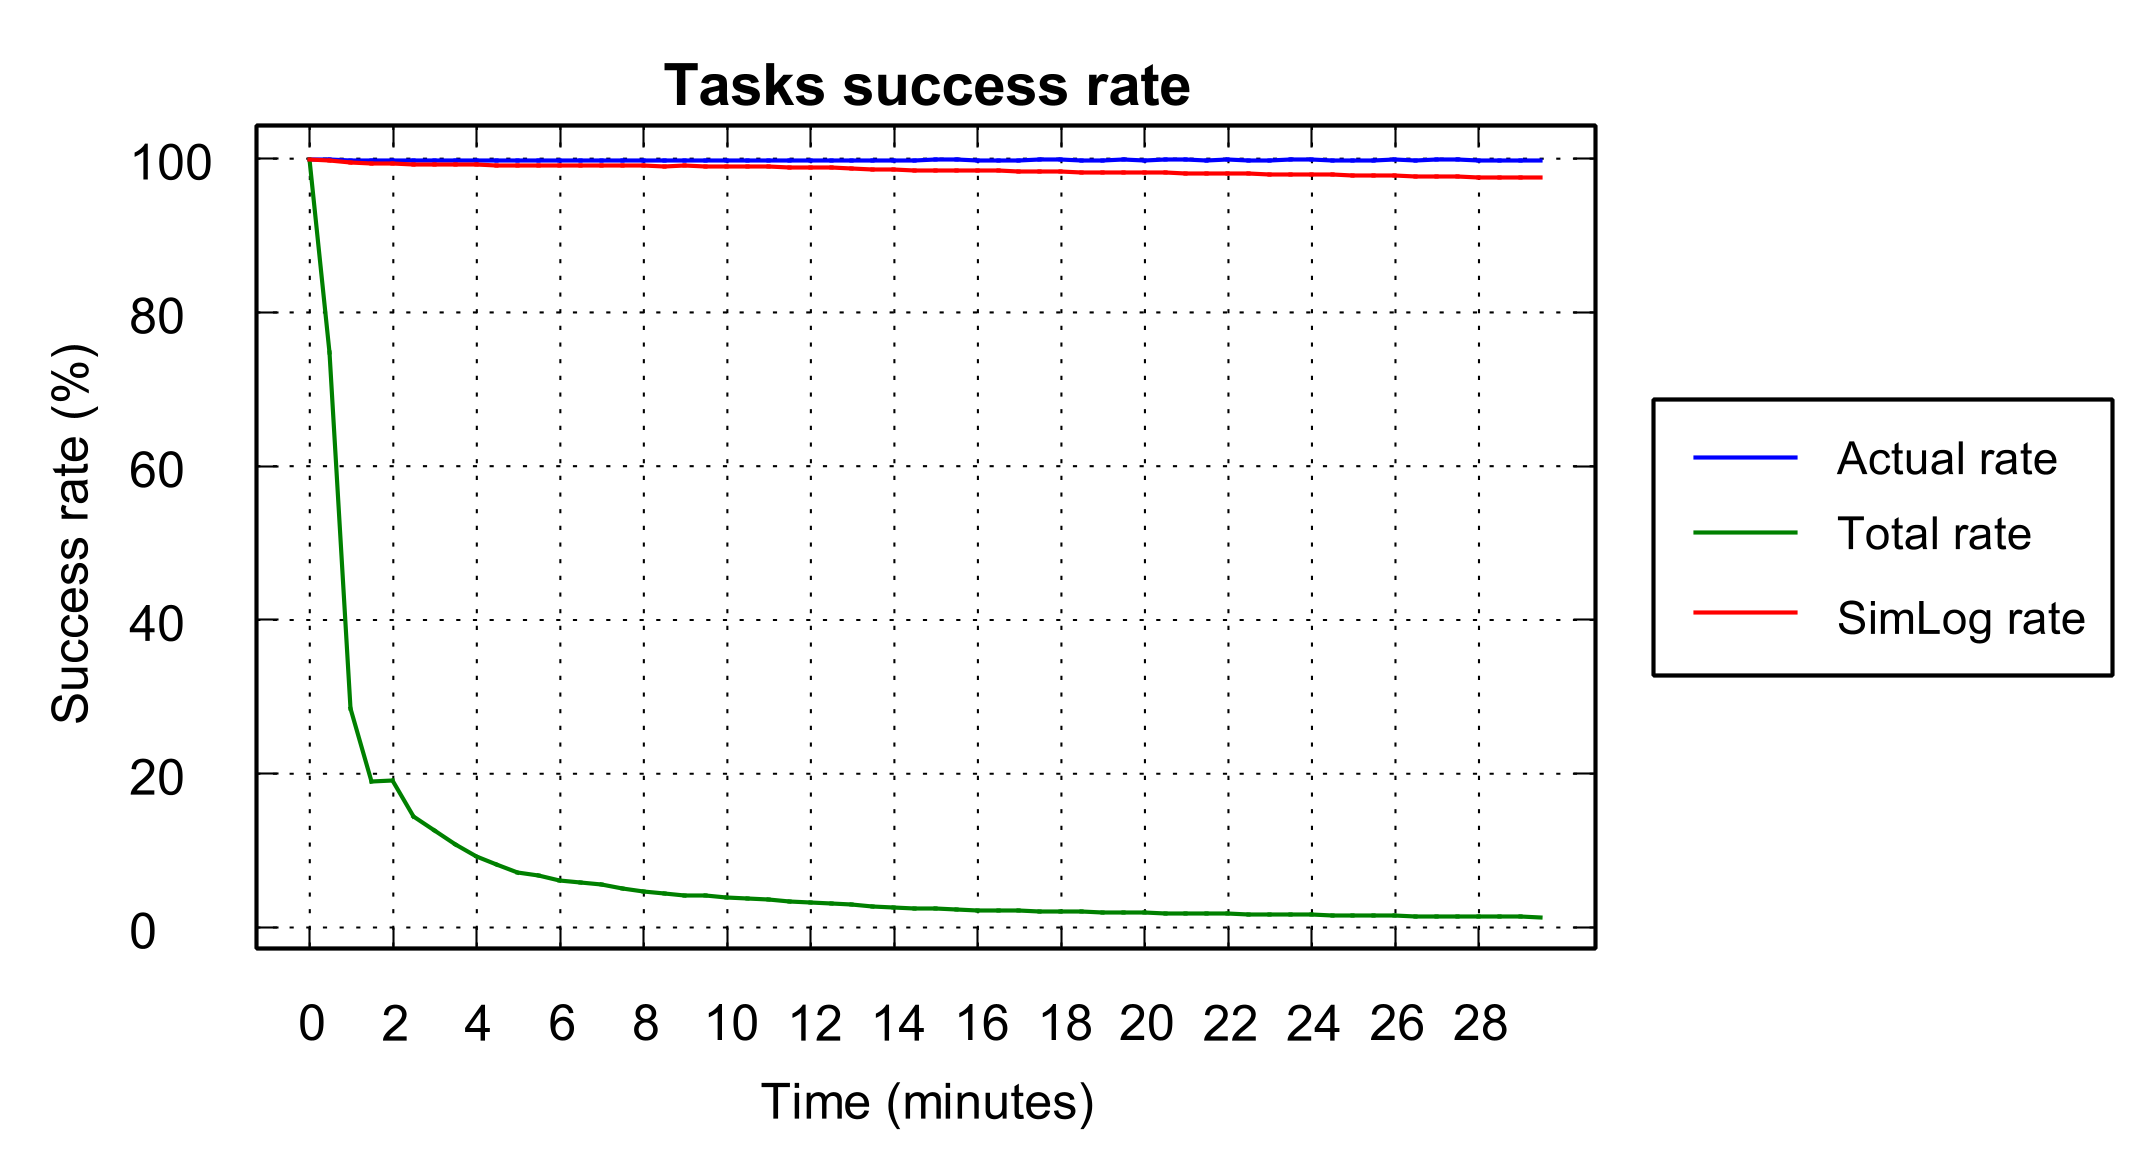 Tasks success rate
100
80
60
40
20
0
Success rate (%)
0 2 4 6 8 10 12 14 16 18 20 22 24 26 28
Time (minutes)
Actual rate
Total rate
SimLog rate